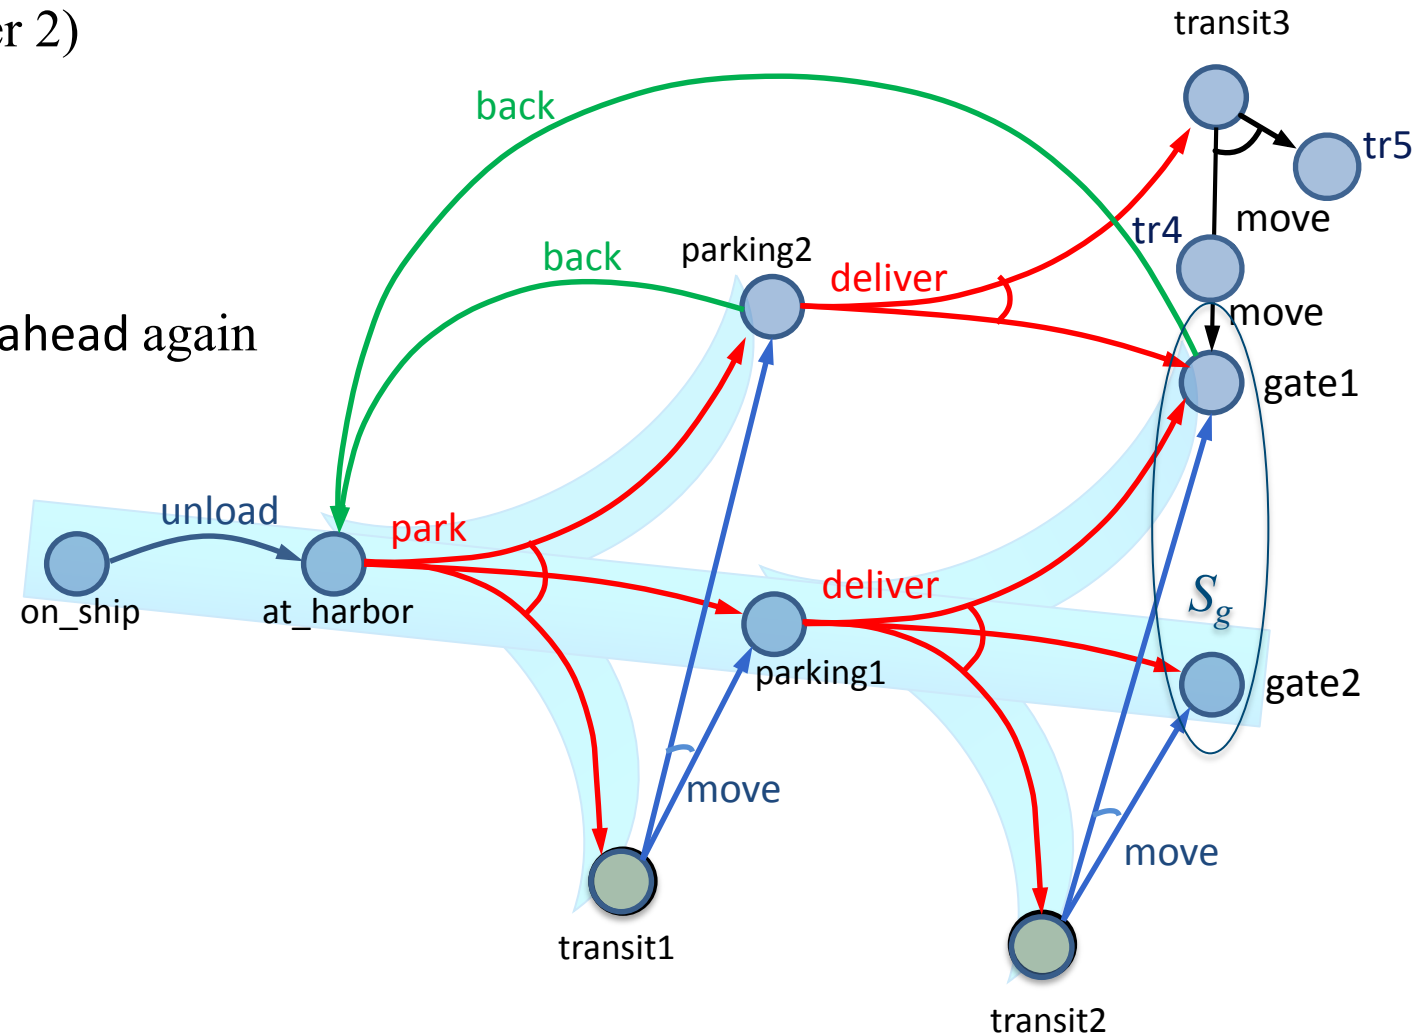 er 2)
transit3
back
tr5
move
tr4
parking2
back
deliver
move
ahead again
gate1
unload
park
deliver
S_g
on_ship
at_harbor
parking1
gate2
move
move
transit1
transit2